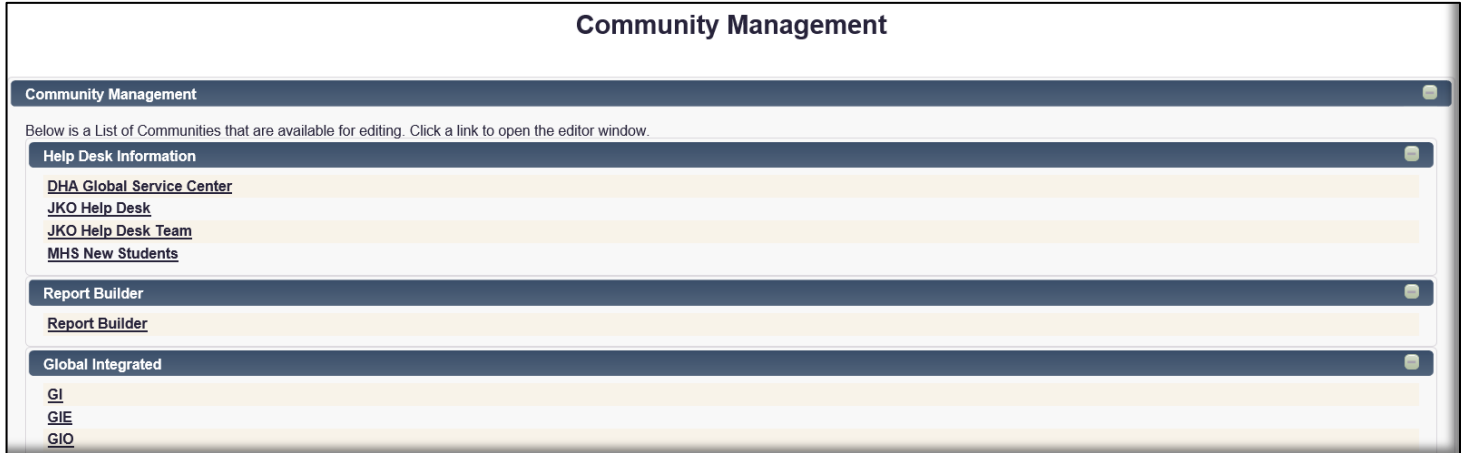 Community Management
Community Management
Below is a List of Communities that are available for editing. Click a link to open the editor window.
Help Desk Information
DHA Global Service Center
JKO Help Desk
JKO Help Desk Team
MHS New Students
Report Builder
Report Builder
Global Integrated
GI
GIE
GIO